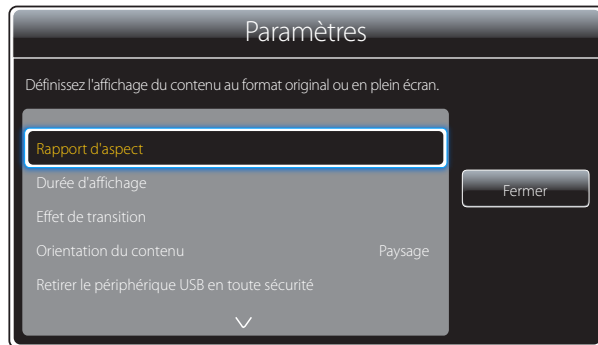 Paramètres
Définissez l'affichage du contenu au format original ou en plein écran.
Rapport d'aspect
Durée d'affichage
Effet de transition
Orientation du contenu Paysage
Retirer le périphérique USB en toute sécurité
Fermer